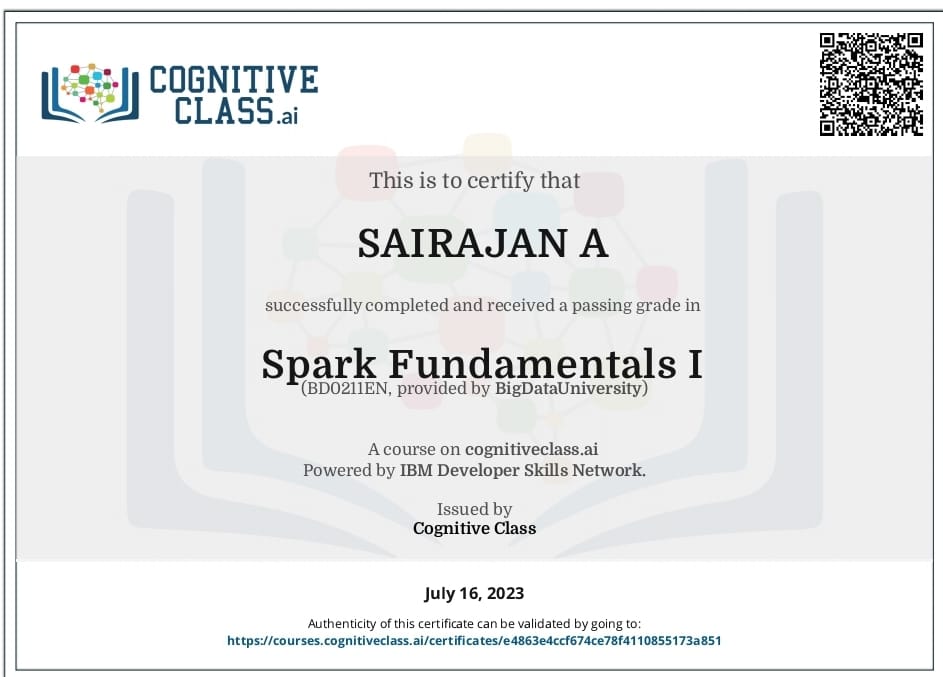 COGNITIVE
CLASS.ai
This is to certify that
SAIRAJAN A
successfully completed and received a passing grade in
Spark Fundamentals I
(BD0211EN, provided by BigDataUniversity)
A course on cognitiveclass.ai
Powered by IBM Developer Skills Network.
Issued by
Cognitive Class
July 16, 2023
Authenticity of this certificate can be validated by going to:
https://courses.cognitiveclass.ai/certificates/e4863e4ccf674ce78f4110855173a851